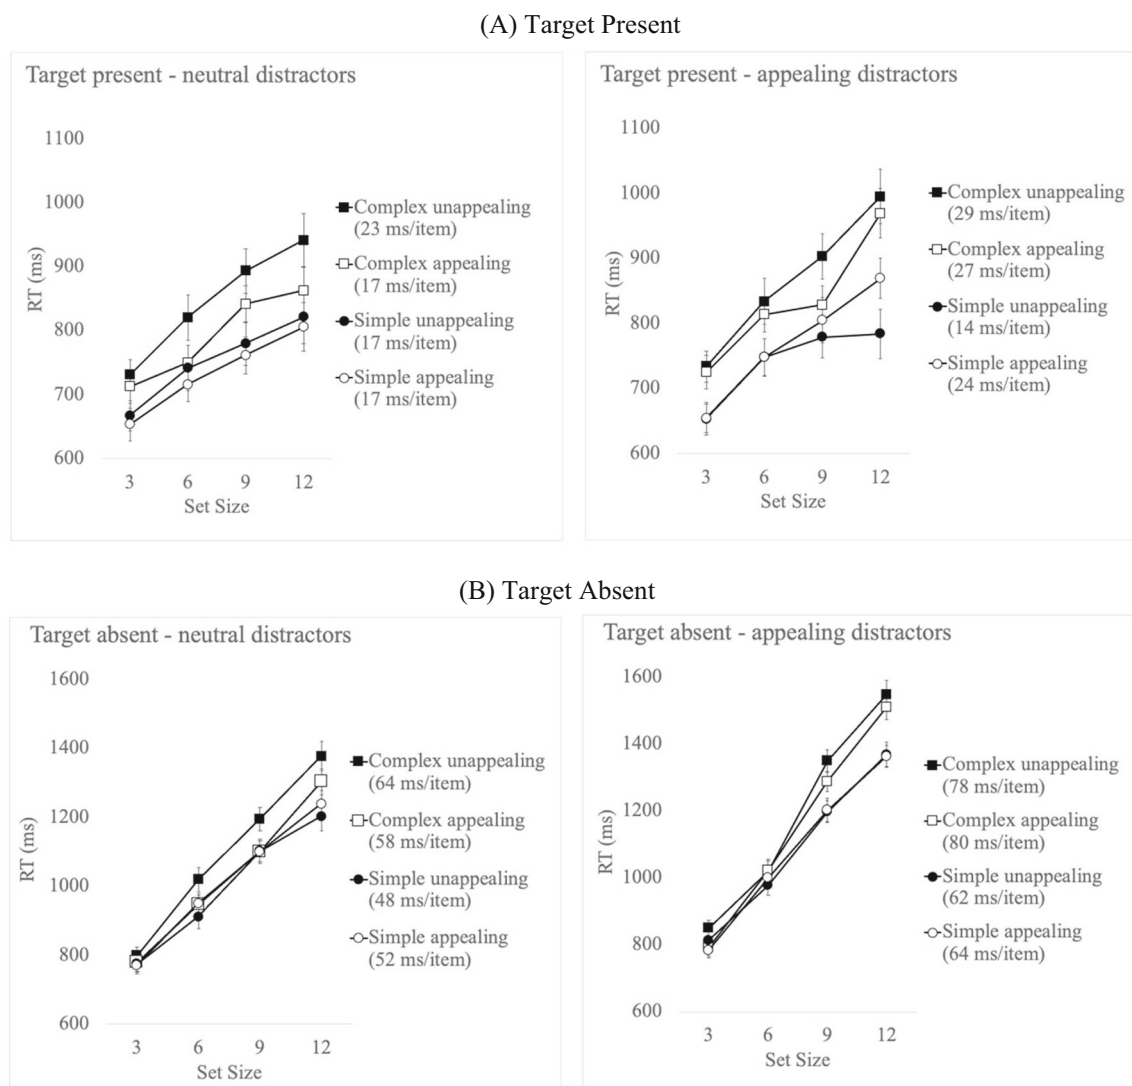 (A) Target Present
Target present - neutral distractors
1100
1000
900
800
700
600
RT (ms)
3 6 9 12
Set Size
Complex unappealing
(23 ms/item)
Complex appealing
(17 ms/item)
Simple unappealing
(17 ms/item)
Simple appealing
(17 ms/item)
Target present - appealing distractors
1100
1000
900
800
700
600
RT (ms)
3 6 9 12
Set Size
Complex unappealing
(29 ms/item)
Complex appealing
(27 ms/item)
Simple unappealing
(14 ms/item)
Simple appealing
(24 ms/item)
(B) Target Absent
Target absent - neutral distractors
1600
1400
1200
1000
800
600
RT (ms)
3 6 9 12
Set Size
Complex unappealing
(64 ms/item)
Complex appealing
(58 ms/item)
Simple unappealing
(48 ms/item)
Simple appealing
(52 ms/item)
Target absent - appealing distractors
1600
1400
1200
1000
800
600
RT (ms)
3 6 9 12
Set Size
Complex unappealing
(78 ms/item)
Complex appealing
(80 ms/item)
Simple unappealing
(62 ms/item)
Simple appealing
(64 ms/item)